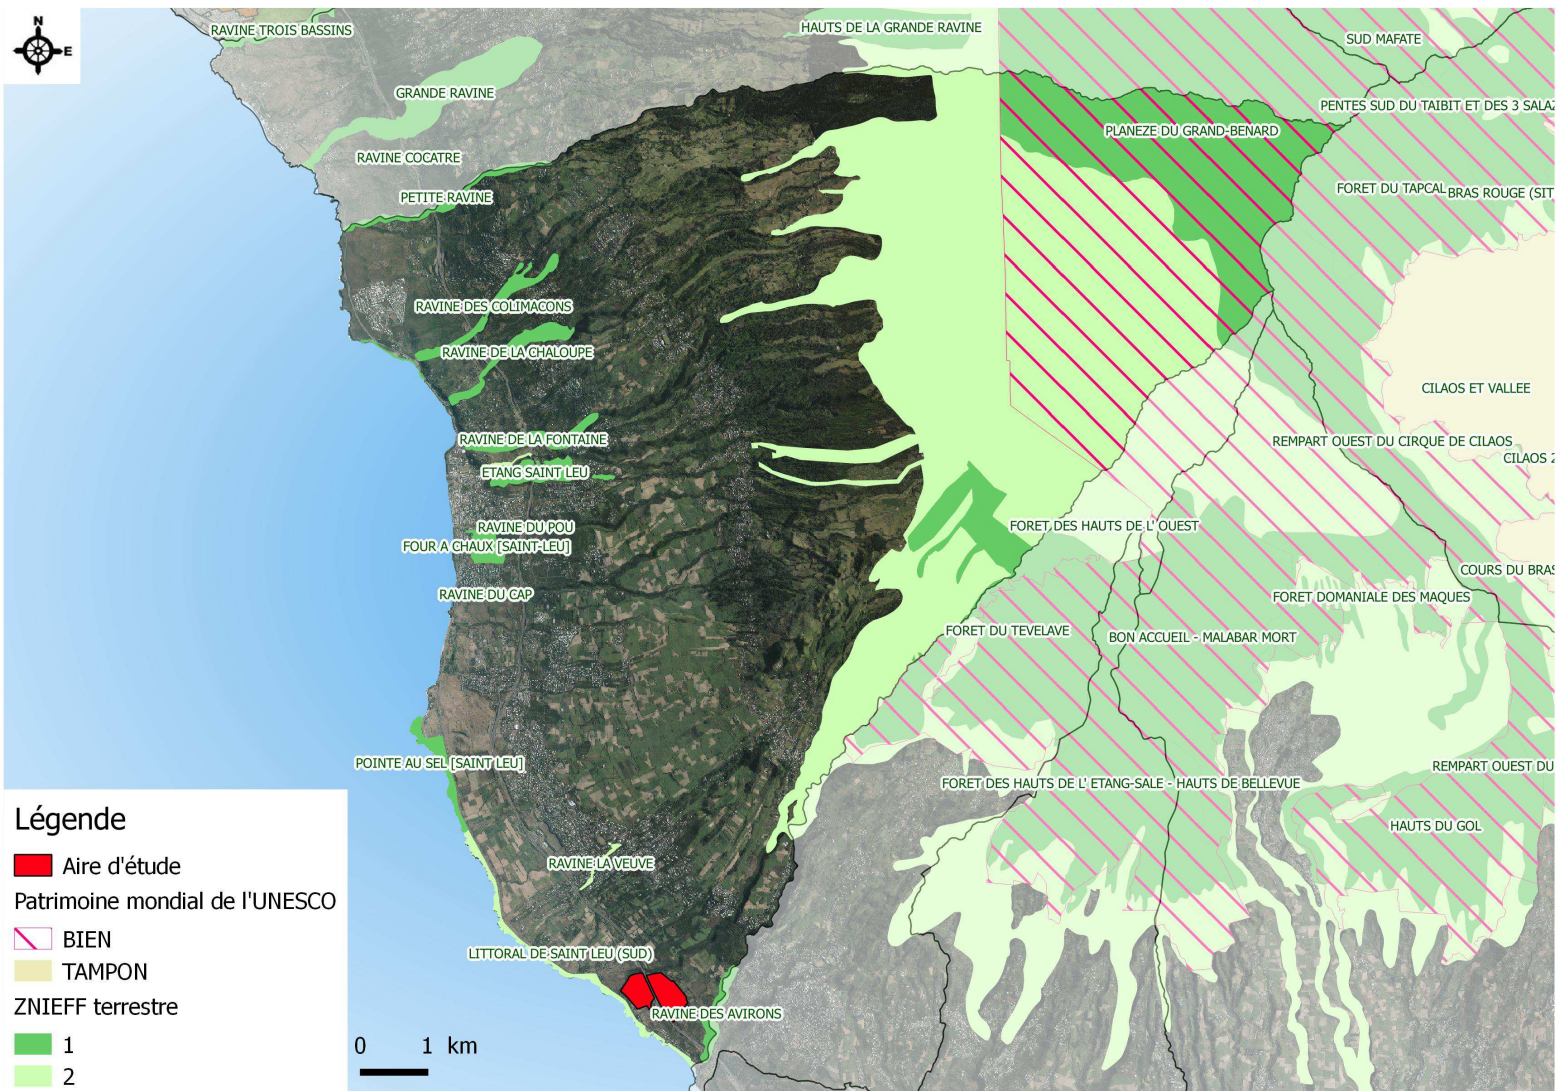 N
E
RAVINE TROIS BASSINS
HAUTS DE LA GRANDE RAVINE
SUD MAFATE
GRANDE RAVINE
PENTES SUD DU TAIBIT ET DES 3 SALAZ
PLANEZE DU GRAND-BENARD
RAVINE COCATRE
PETITE RAVINE
FORET DU TAPCAL
BRAS ROUGE (SIT
RAVINE DES COLIMACONS
RAVINE DE LA CHALOUPE
CILAOS ET VALLEE
RAVINE DE LA FONTAINE
REMPART OUEST DU CIRQUE DE CILAOS
CILAOS 2
ETANG SAINT LEU
RAVINE DU POU
FORET DES HAUTS DE L' OUEST
FOUR A CHAUX [SAINT-LEU]
COURS DU BRAS
RAVINE DU CAP
FORET DOMANIALE DES MAQUES
FORET DU TEVELAVE
BON ACCUEIL - MALABAR MORT
POINTE AU SEL [SAINT LEU]
REMPART OUEST DU
FORET DES HAUTS DE L' ETANG-SALE - HAUTS DE BELLEVUE
HAUTS DU GOL
RAVINE LA VEUVE
LITTORAL DE SAINT LEU (SUD)
RAVINE DES AVIRONS
Légende
Aire d'étude
Patrimoine mondial de l'UNESCO
BIEN
TAMPON
ZNIEFF terrestre
1
2
0 1 km